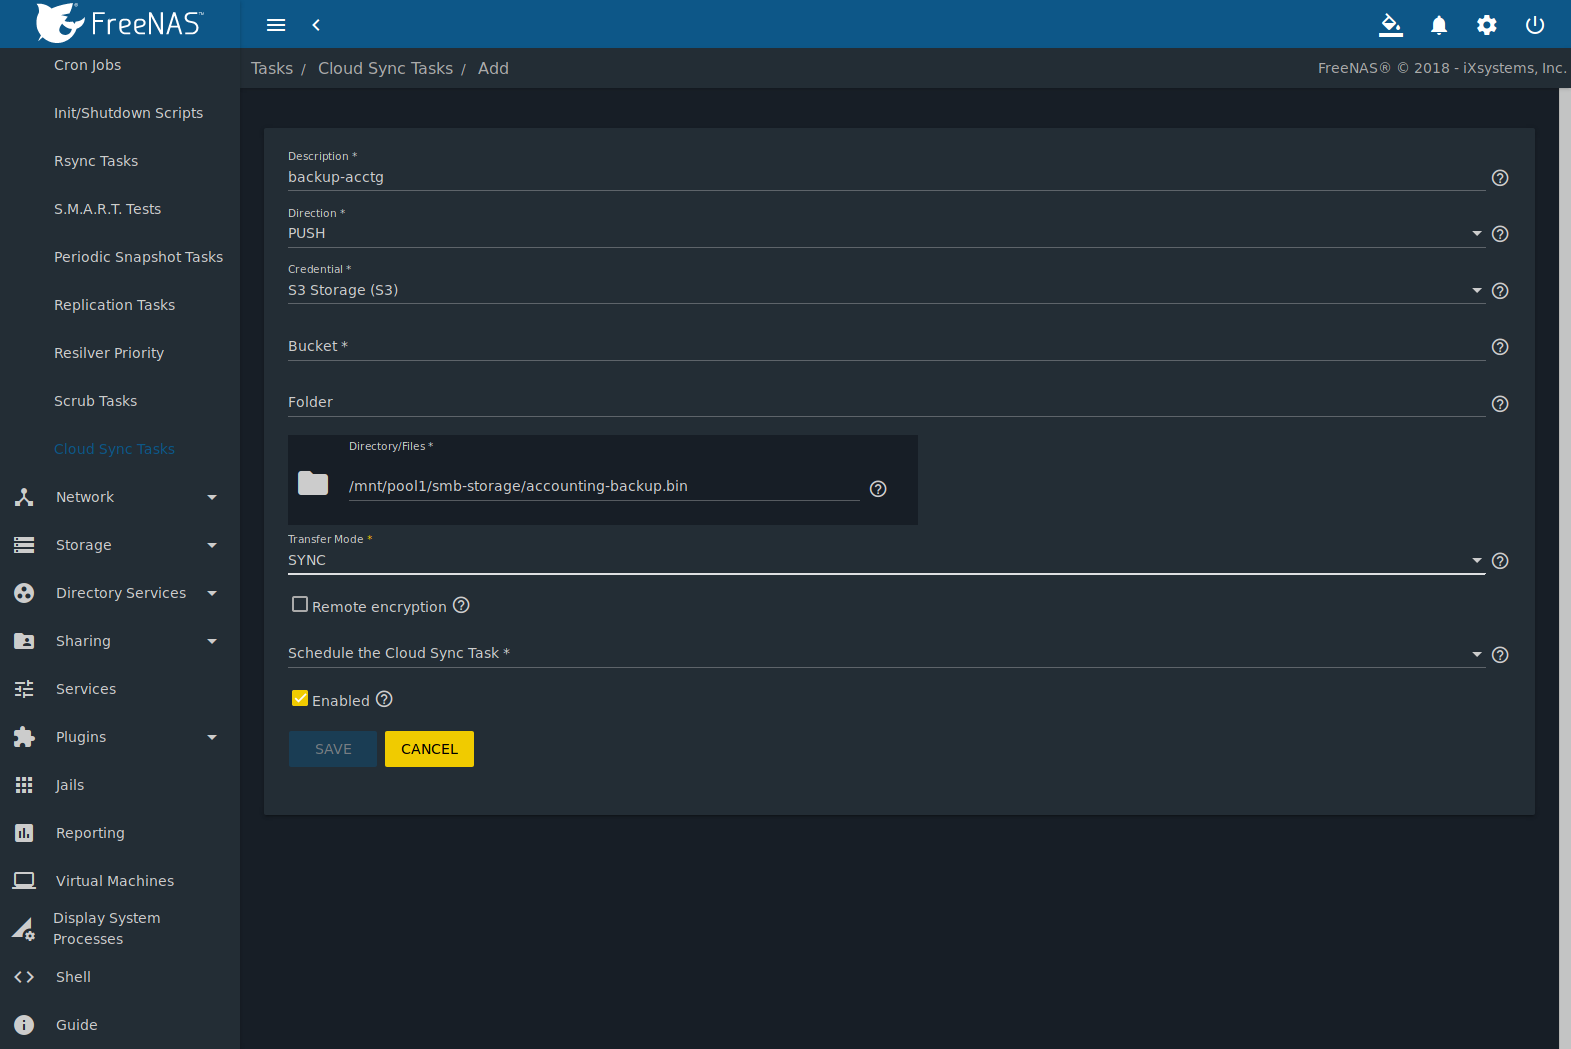 FreeNAS™
Tasks / Cloud Sync Tasks / Add
FreeNAS® © 2018 - iXsystems, Inc.
Cron Jobs
Init/Shutdown Scripts
Rsync Tasks
S.M.A.R.T. Tests
Periodic Snapshot Tasks
Replication Tasks
Resilver Priority
Scrub Tasks
Cloud Sync Tasks
Network
Storage
Directory Services
Sharing
Services
Plugins
Jails
Reporting
Virtual Machines
Display System
Processes
Shell
Guide
Description *
backup-acctg
Direction *
PUSH
Credential *
S3 Storage (S3)
Bucket *
Folder
Directory/Files *
/mnt/pool1/smb-storage/accounting-backup.bin
Transfer Mode *
SYNC
Remote encryption
Schedule the Cloud Sync Task *
Enabled
SAVE
CANCEL